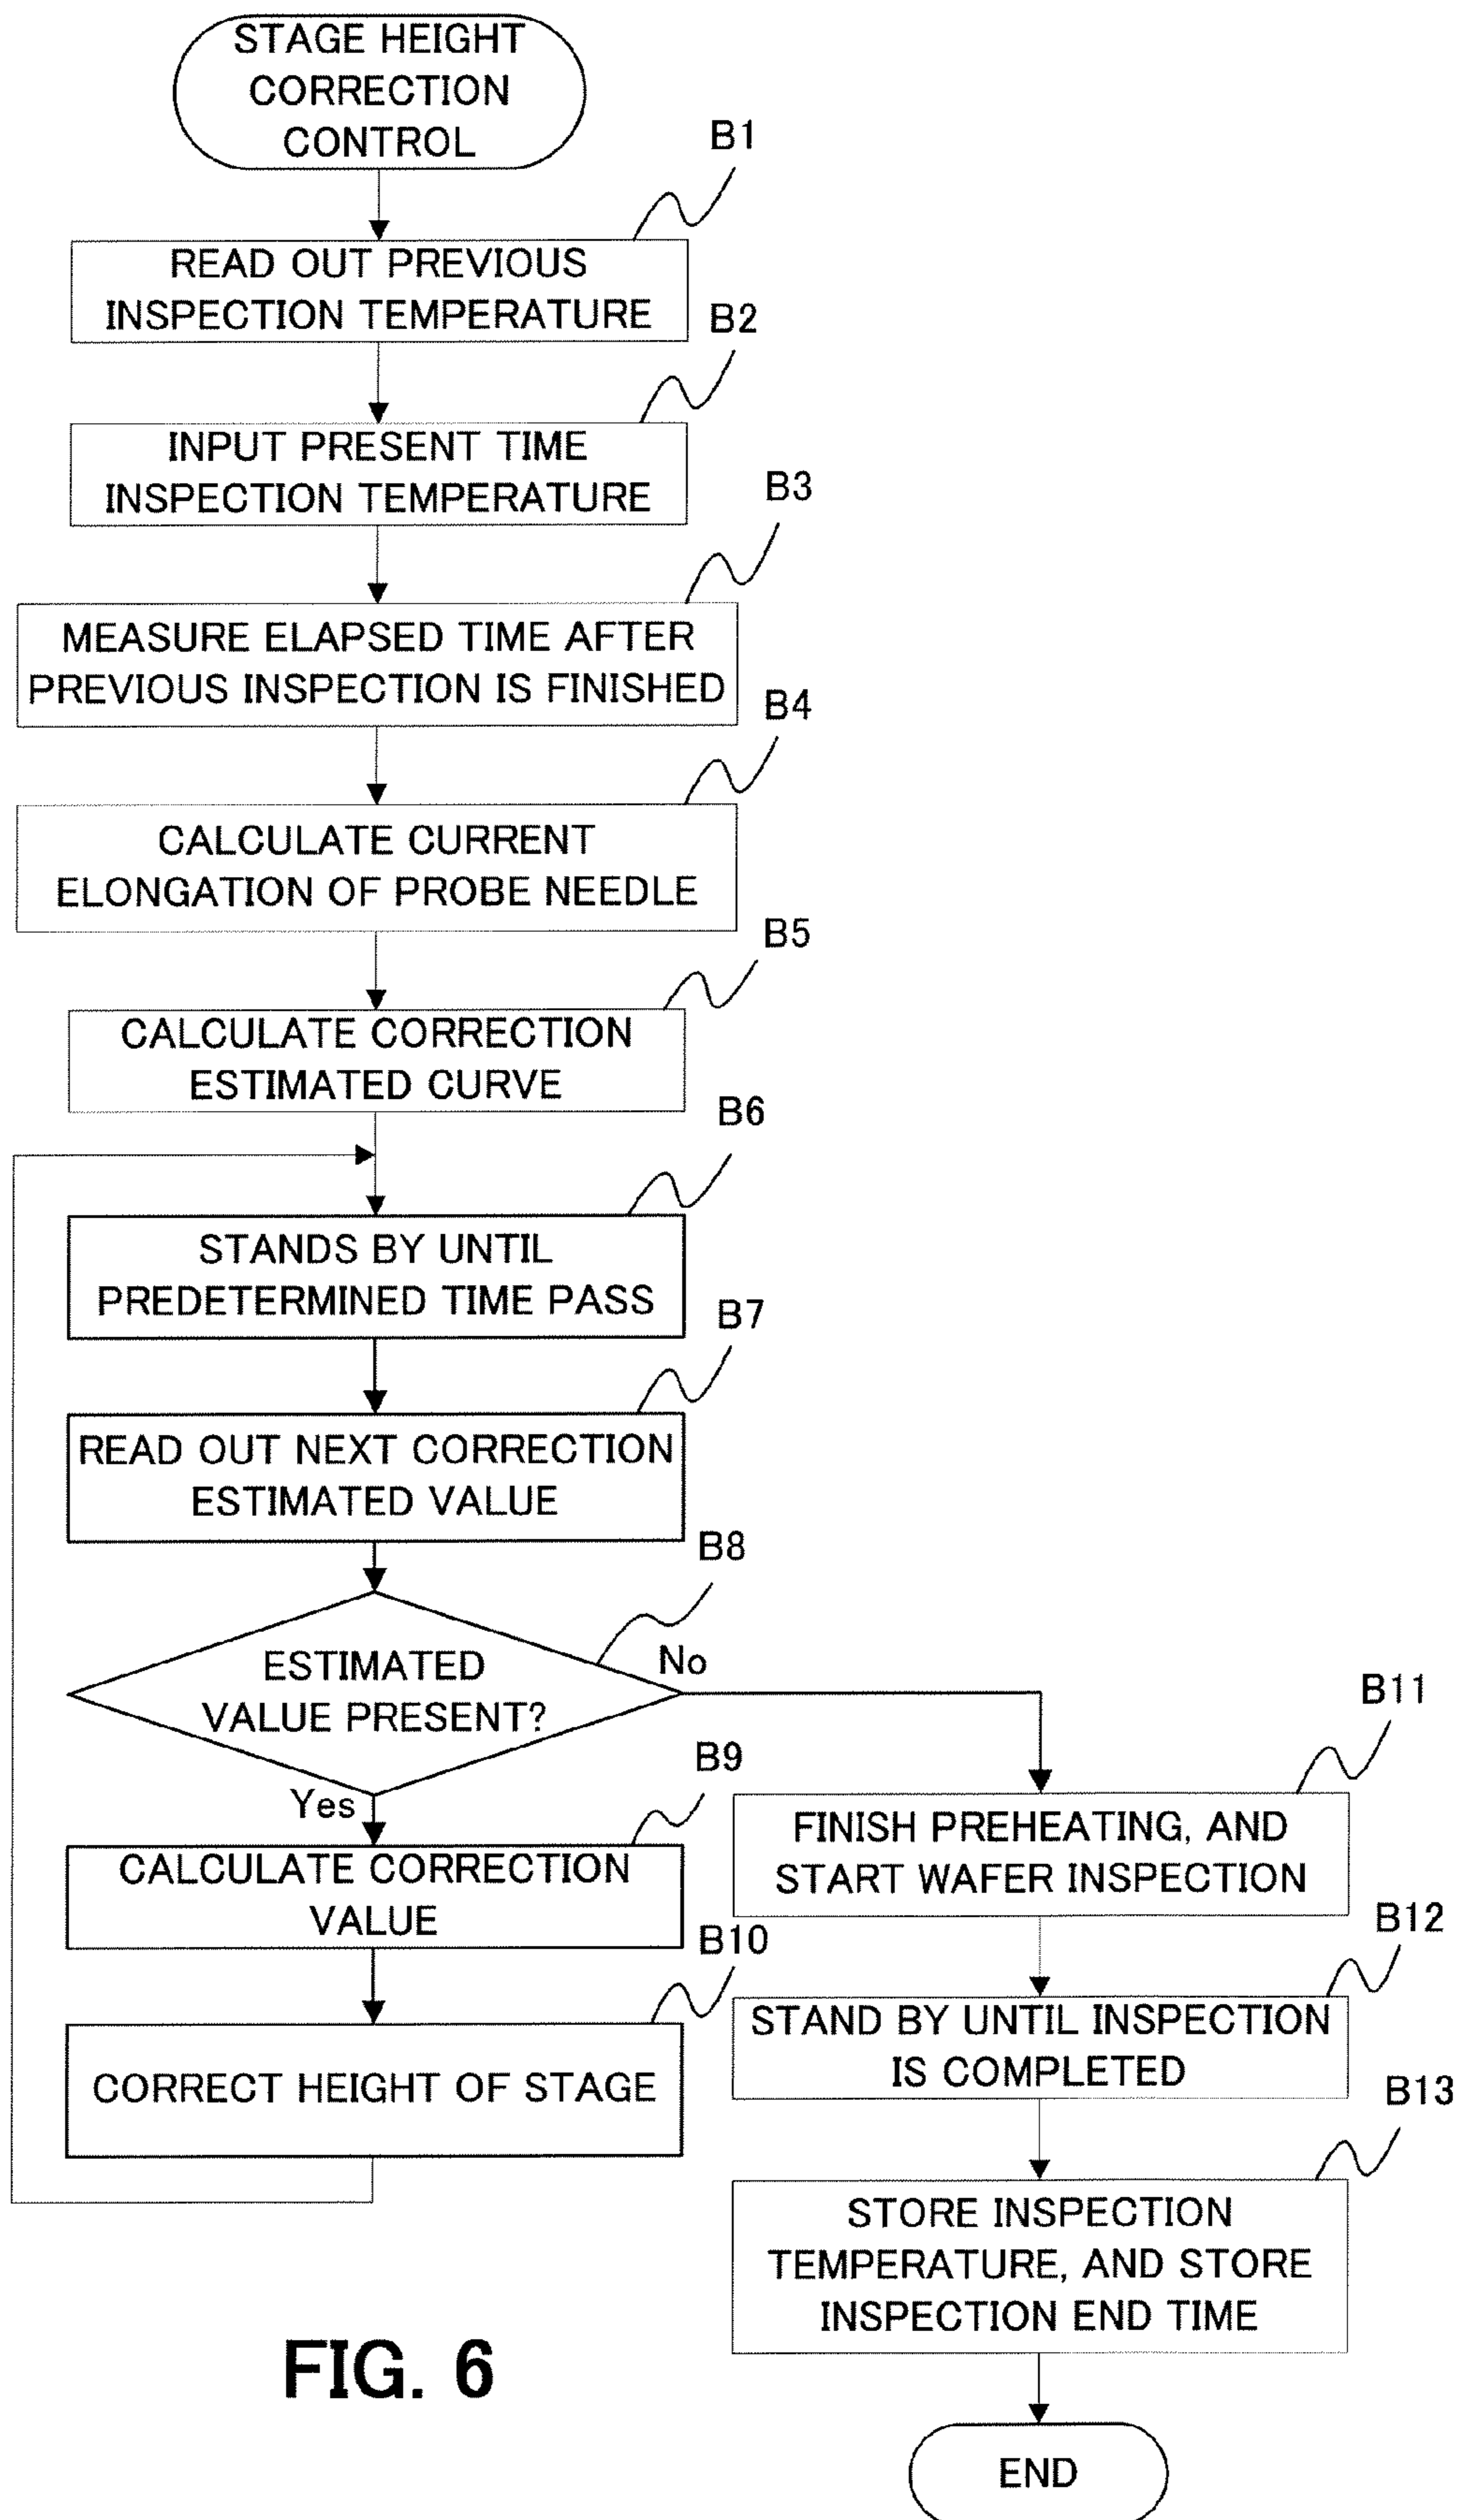 STAGE HEIGHT
CORRECTION
CONTROL
B1
READ OUT PREVIOUS
INSPECTION TEMPERATURE
B2
INPUT PRESENT TIME
INSPECTION TEMPERATURE
B3
MEASURE ELAPSED TIME AFTER
PREVIOUS INSPECTION IS FINISHED
B4
CALCULATE CURRENT
ELONGATION OF PROBE NEEDLE
B5
CALCULATE CORRECTION
ESTIMATED CURVE
B6
STANDS BY UNTIL
PREDETERMINED TIME PASS
B7
READ OUT NEXT CORRECTION
ESTIMATED VALUE
B8
ESTIMATED
VALUE PRESENT?
No
Yes
B9
CALCULATE CORRECTION
VALUE
B10
CORRECT HEIGHT OF STAGE
B11
FINISH PREHEATING, AND
START WAFER INSPECTION
B12
STAND BY UNTIL INSPECTION
IS COMPLETED
B13
STORE INSPECTION
TEMPERATURE, AND STORE
INSPECTION END TIME
END
FIG. 6